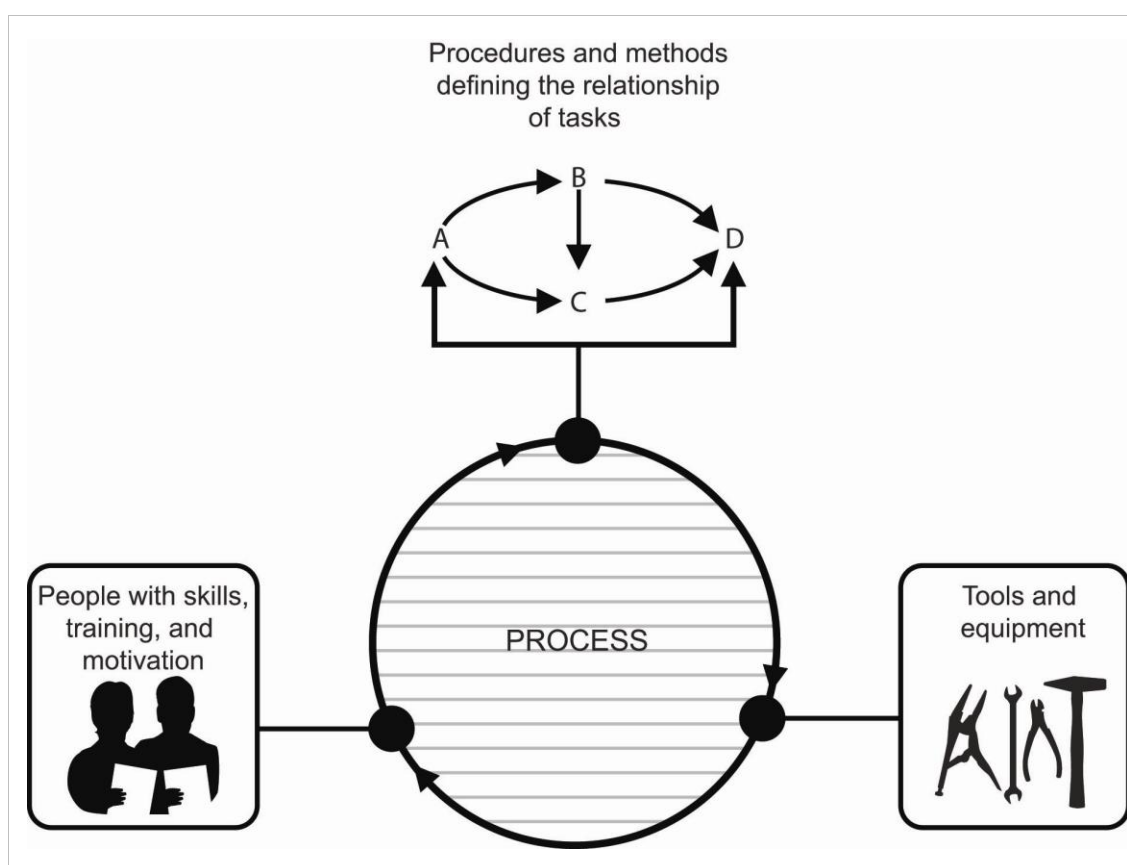 Procedures and methods
defining the relationship
of tasks
B
A
D
C
People with skills,
training, and
motivation
PROCESS
Tools and
equipment